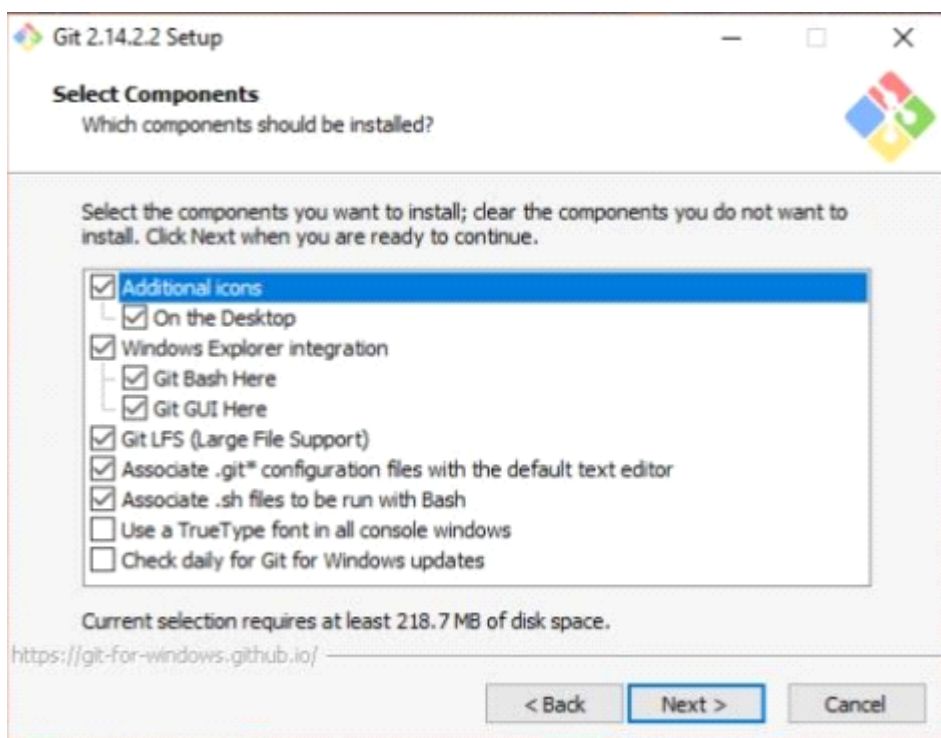 Git 2.14.2.2 Setup
Select Components
Which components should be installed?
Select the components you want to install; clear the components you do not want to
install. Click Next when you are ready to continue.
Additional icons
On the Desktop
Windows Explorer integration
Git Bash Here
Git GUI Here
Git LFS (Large File Support)
Associate .git* configuration files with the default text editor
Associate .sh files to be run with Bash
Use a TrueType font in all console windows
Check daily for Git for Windows updates
Current selection requires at least 218.7 MB of disk space.
https://git-for-windows.github.io/
< Back Next > Cancel